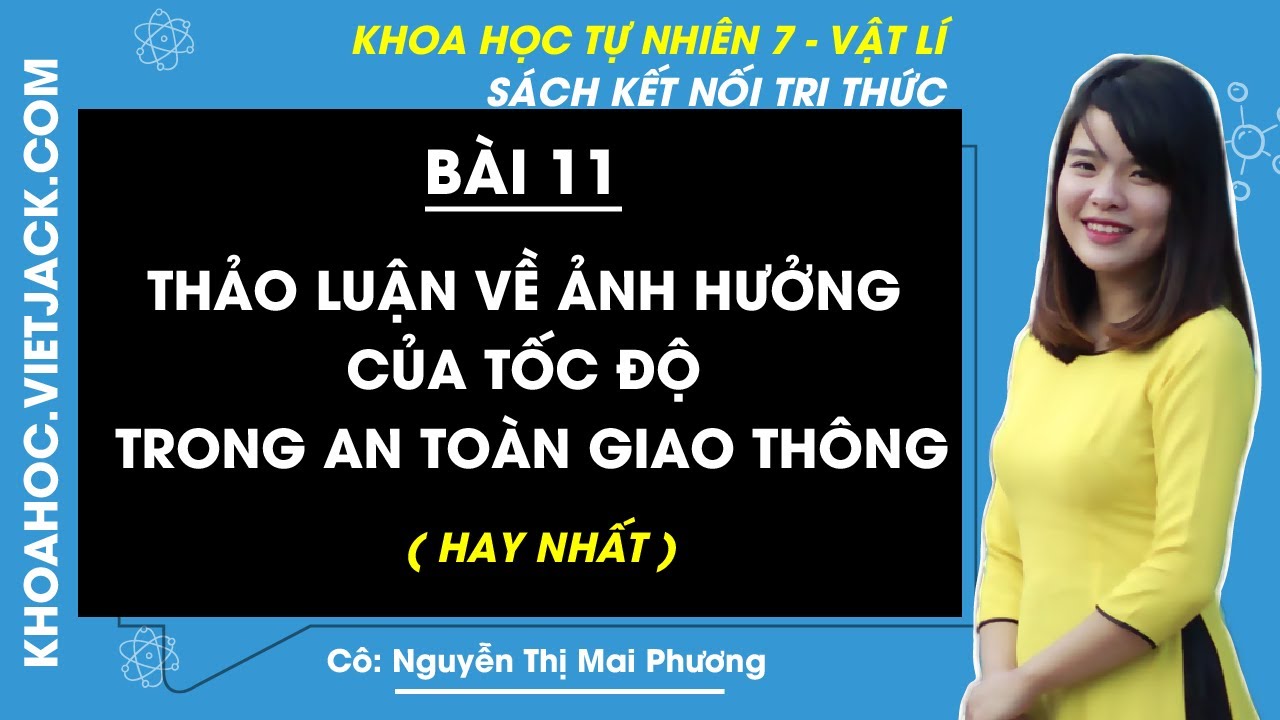 KHOA HỌC TỰ NHIÊN 7 - VẬT LÍ
SÁCH KẾT NỐI TRI THỨC
KHOAHOC.VIETJACK.COM
BÀI 11
THẢO LUẬN VỀ ẢNH HƯỞNG
CỦA TỐC ĐỘ
TRONG AN TOÀN GIAO THÔNG
( HAY NHẤT )
Cô: Nguyễn Thị Mai Phương